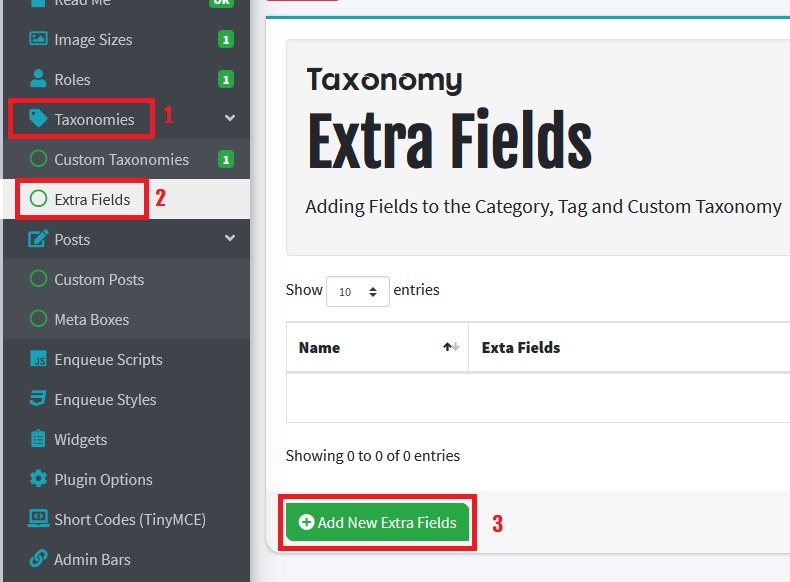 Read Me
OK
Image Sizes
1
Roles
1
Taxonomies
1
Custom Taxonomies
1
Extra Fields
2
Posts
Custom Posts
Meta Boxes
Enqueue Scripts
Enqueue Styles
Widgets
Plugin Options
Short Codes (TinyMCE)
Admin Bars
Taxonomy
Extra Fields
Adding Fields to the Category, Tag and Custom Taxonomy
Show 10 entries
Name
Exta Fields
Showing 0 to 0 of 0 entries
Add New Extra Fields
3